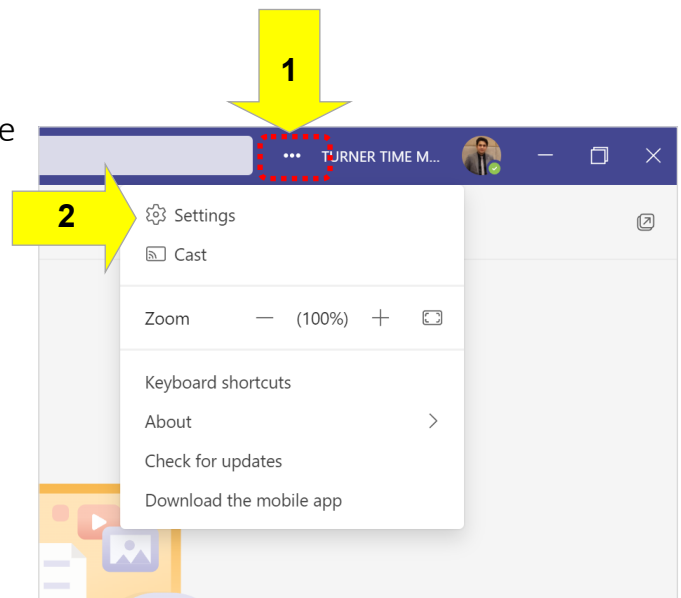 1
e
••• TURNER TIME M...
2
Settings
Cast
Zoom — (100%) +
Keyboard shortcuts
About
Check for updates
Download the mobile app